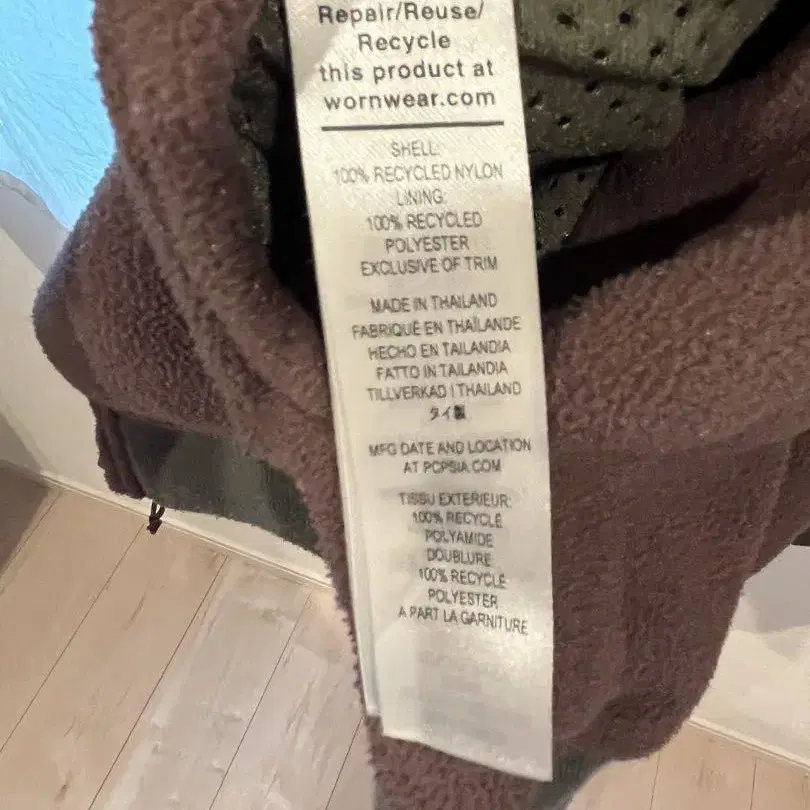 Repair/Reuse/
Recycle
this product at
wornwear.com
SHELL:
100% RECYCLED NYLON
LINING:
100% RECYCLED
POLYESTER
EXCLUSIVE OF TRIM
MADE IN THAILAND
FABRIQUÉ EN THAÏLANDE
HECHO EN TAILANDIA
FATTO IN TAILANDIA
TILLVERKAD I THAILAND
タイ製
MFG DATE AND LOCATION
AT PCPSIA.COM
TISSU EXTERIEUR:
100% RECYCLÉ
POLYAMIDE
DOUBLURE
100% RECYCLÉ
POLYESTER
A PART LA GARNITURE